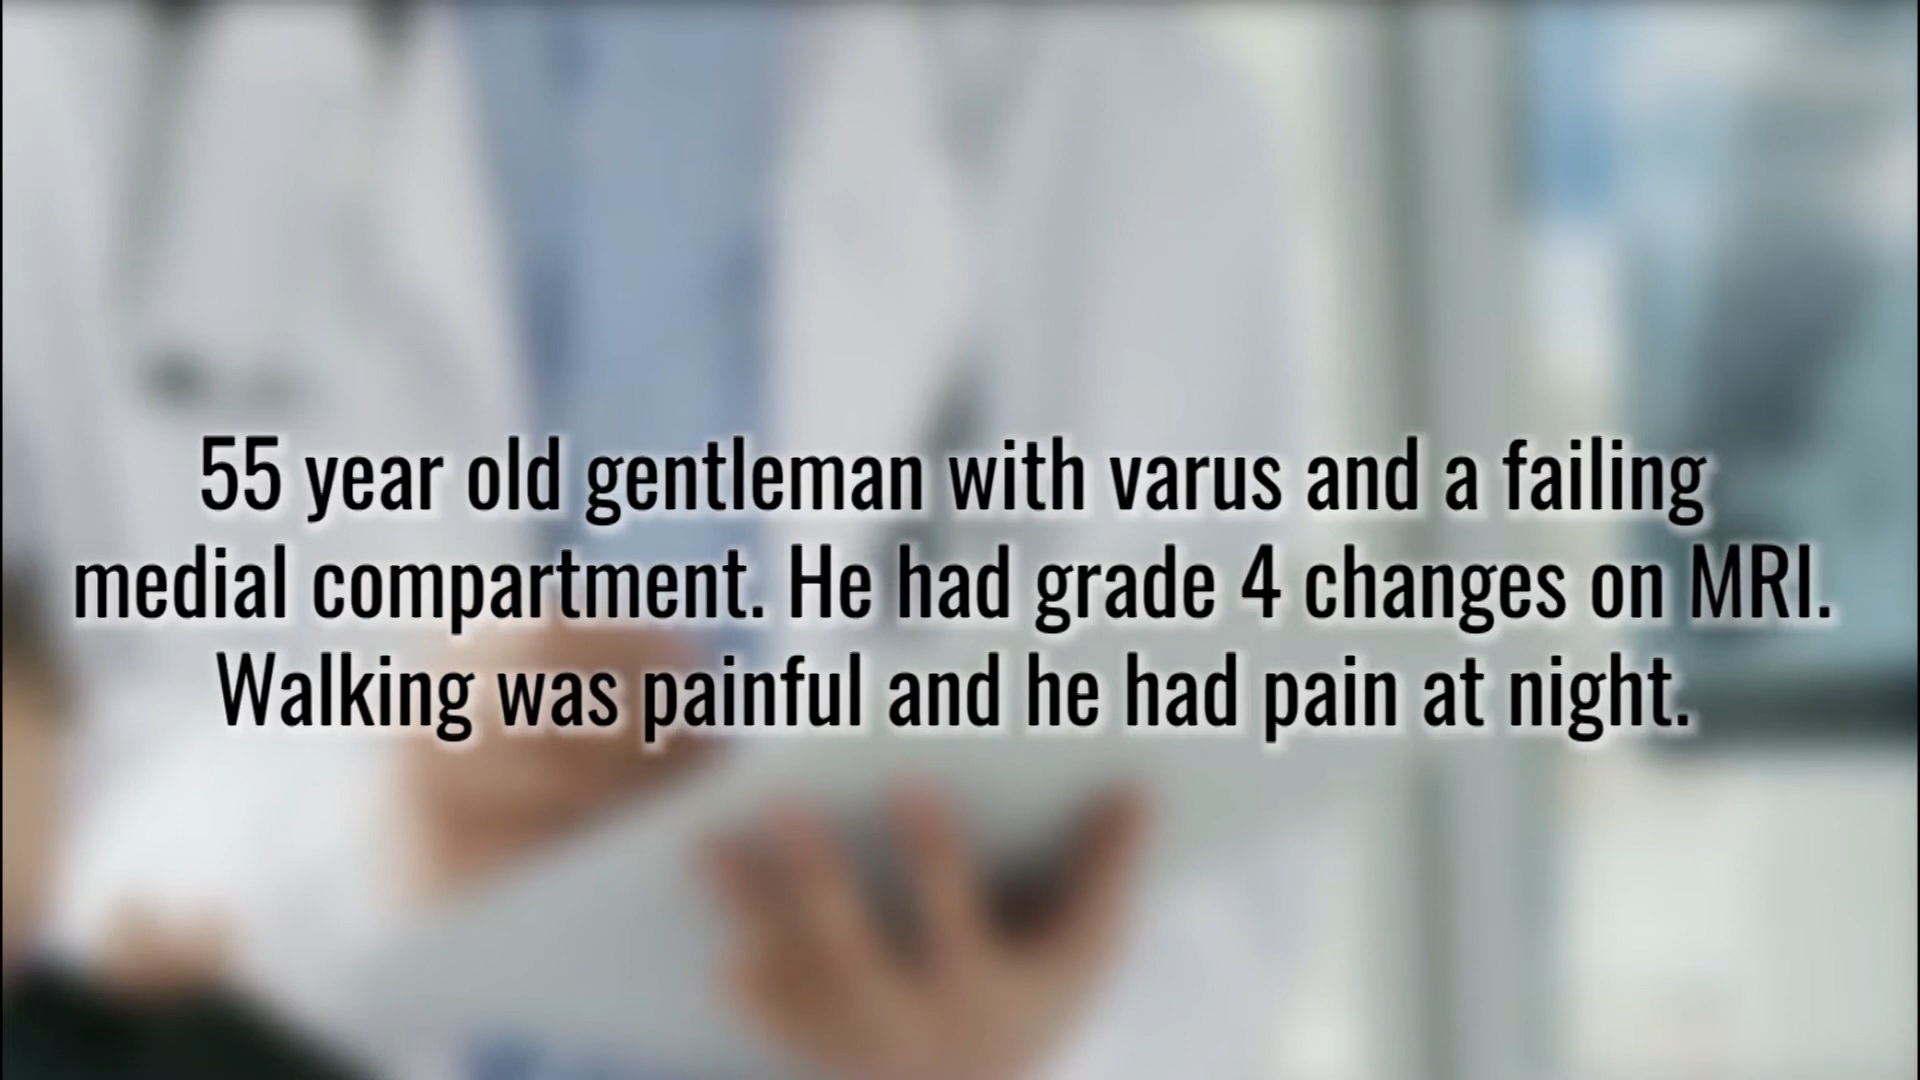 55 year old gentleman with varus and a failing
medial compartment. He had grade 4 changes on MRI.
Walking was painful and he had pain at night.